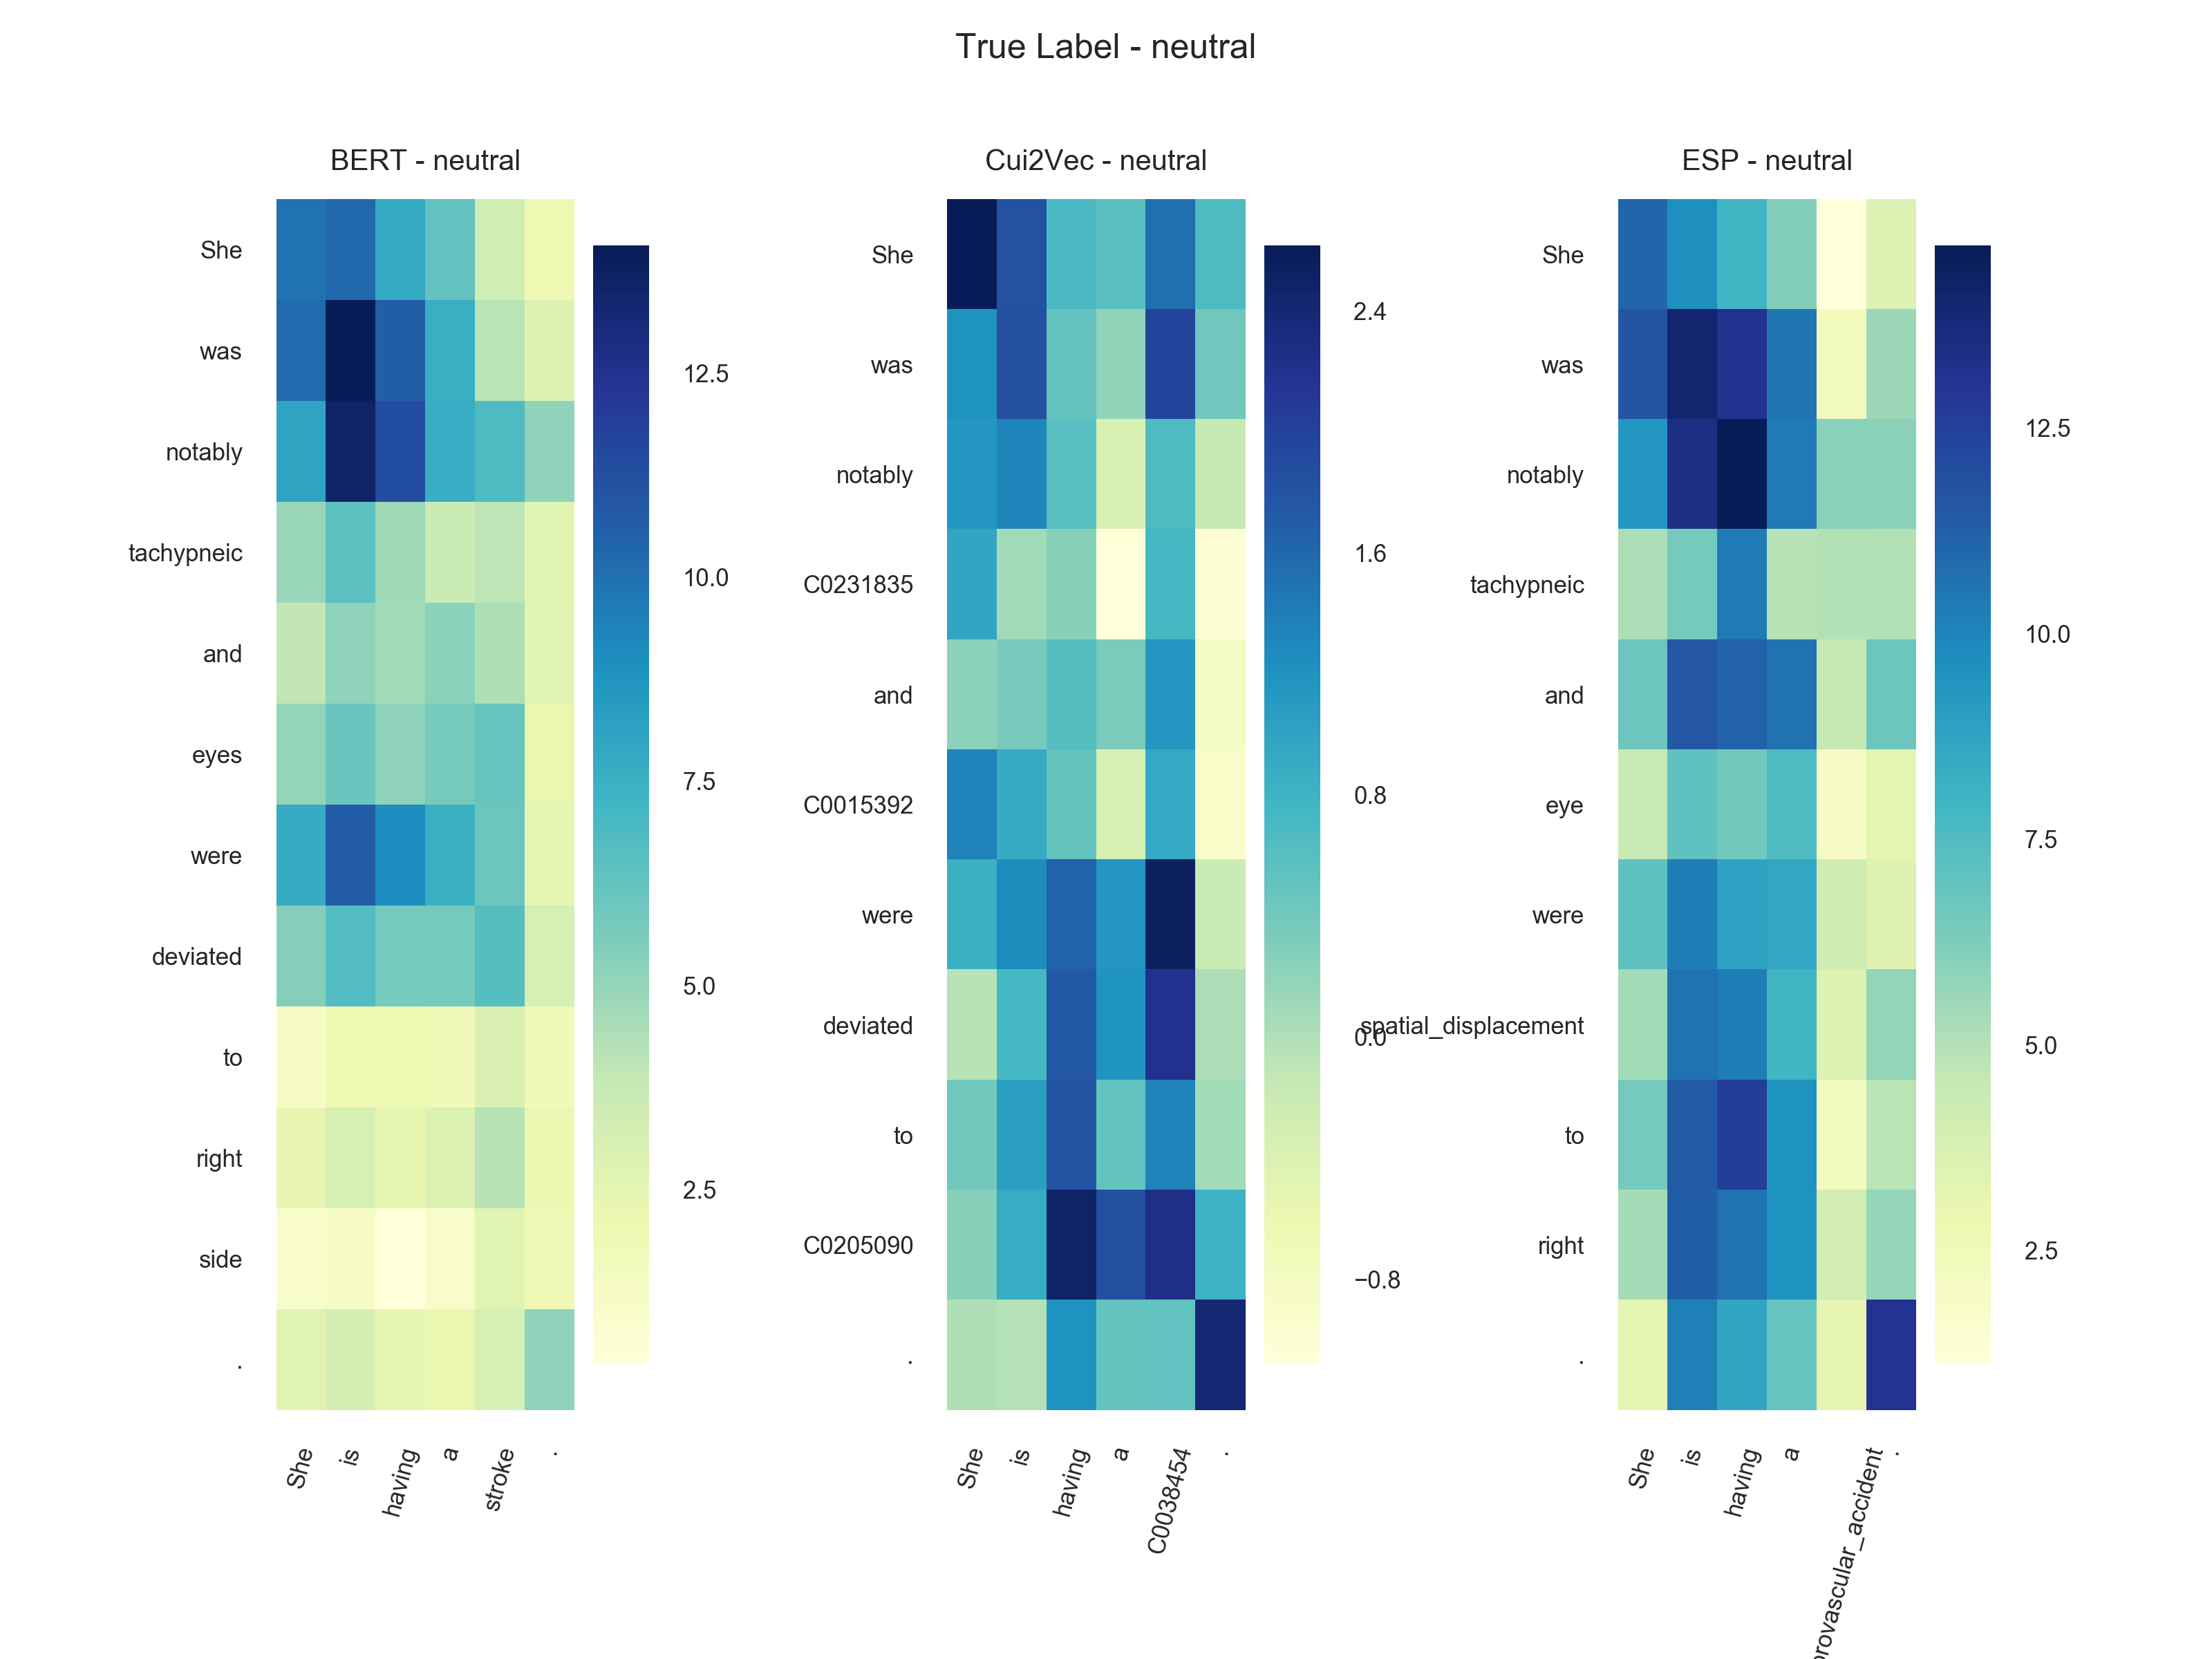 True Label - neutral
BERT - neutral
She
was
notably
tachypneic
and
eyes
were
deviated
to
right
side
.
She
is
having
a
stroke
.
12.5
10.0
7.5
5.0
2.5
Cui2Vec - neutral
She
was
notably
C0231835
and
C0015392
were
deviated
to
C0205090
.
She
is
having
a
C0038454
.
2.4
1.6
0.8
0.0
−0.8
ESP - neutral
She
was
notably
tachypneic
and
eye
were
spatial_displacement
to
right
.
She
is
having
a
rovascular_accident
.
12.5
10.0
7.5
5.0
2.5